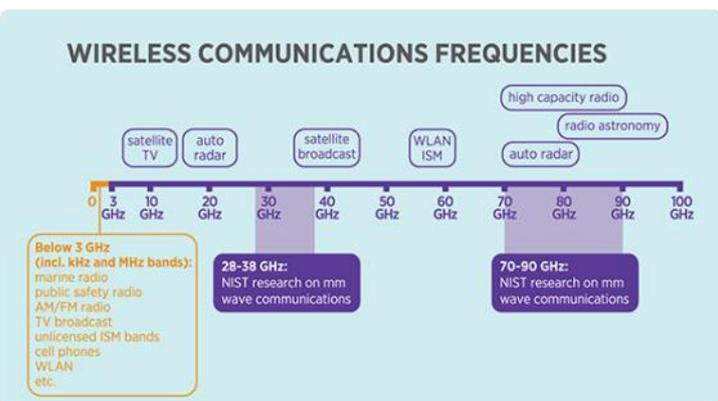 WIRELESS COMMUNICATIONS FREQUENCIES
high capacity radio
radio astronomy
satellite
TV
auto
radar
satellite
broadcast
WLAN
ISM
auto radar
0 3 10 20 30 40 50 60 70 80 90 100
GHz GHz GHz GHz GHz GHz GHz GHz GHz GHz GHz
Below 3 GHz
(incl. kHz and MHz bands):
marine radio
public safety radio
AM/FM radio
TV broadcast
unlicensed ISM bands
cell phones
WLAN
etc.
28-38 GHz:
NIST research on mm
wave communications
70-90 GHz:
NIST research on mm
wave communications